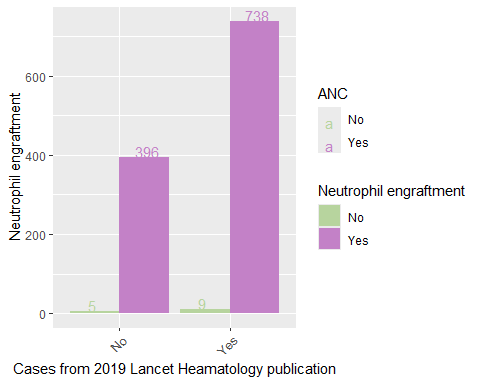 738
600
400
200
0
396
5
9
Neutrophil engraftment
No
Yes
Cases from 2019 Lancet Heamatology publication
ANC
a No
a Yes
Neutrophil engraftment
No
Yes